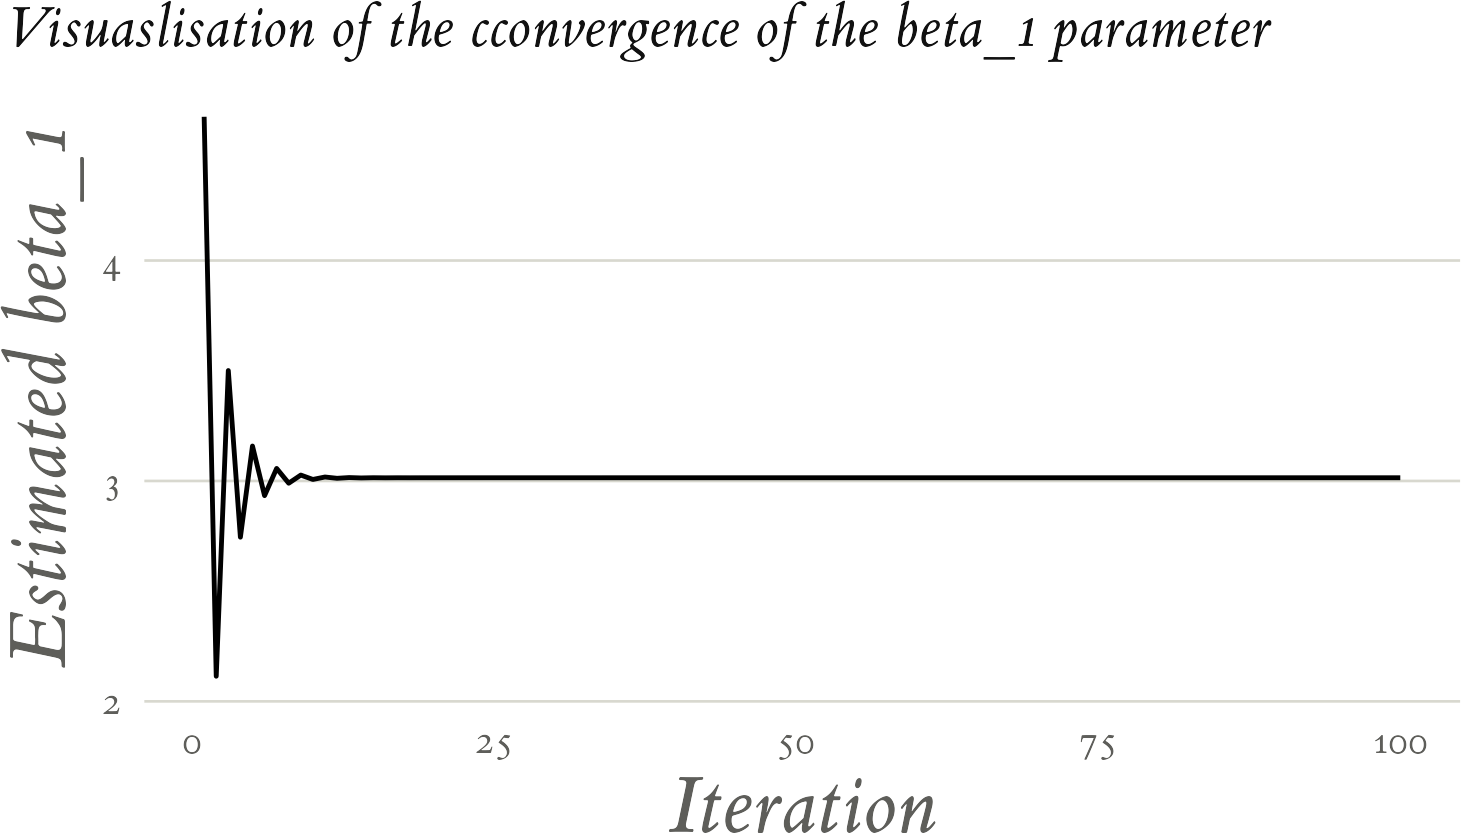 Visuaslisation of the cconvergence of the beta_1 parameter
Estimated beta_1
4
3
2
0 25 50 75 100
Iteration